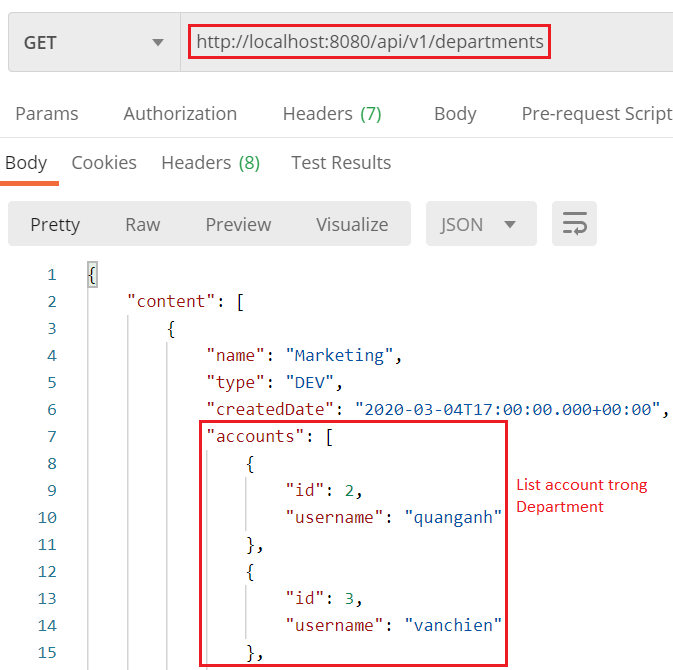 GET http://localhost:8080/api/v1/departments
Params Authorization Headers (7) Body Pre-request Script
Body Cookies Headers (8) Test Results
Pretty Raw Preview Visualize JSON
1 {
2 "content": [
3 {
4 "name": "Marketing",
5 "type": "DEV",
6 "createdDate": "2020-03-04T17:00:00.000+00:00",
7 "accounts": [
8 {
9 "id": 2,
10 "username": "quanganh"
11 },
12 {
13 "id": 3,
14 "username": "vanchien"
15 },
List account trong
Department